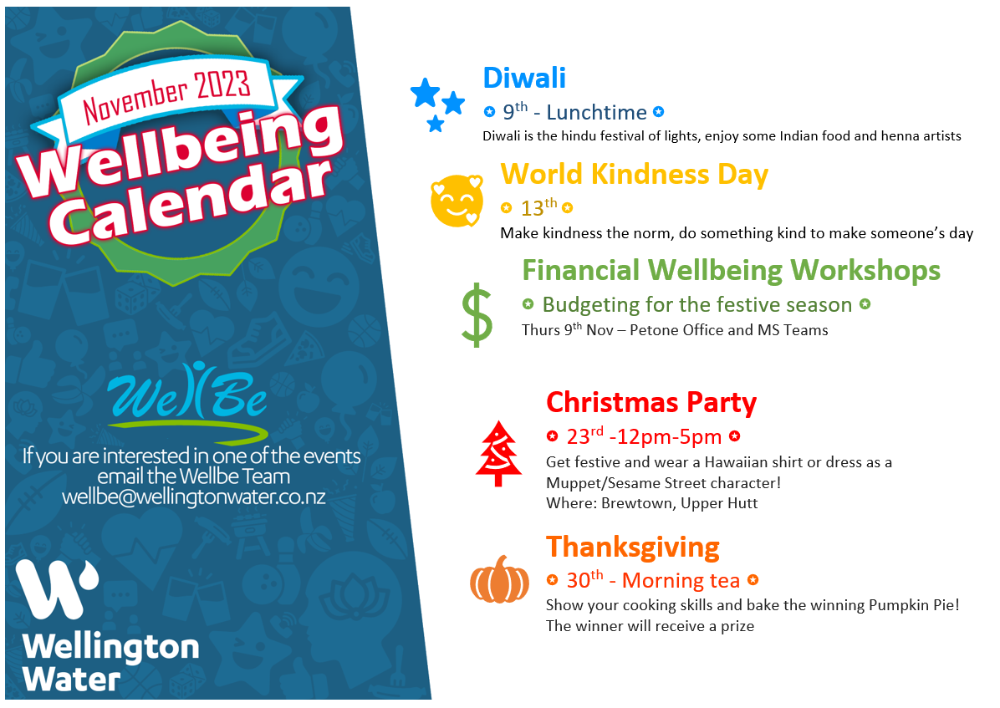 November 2023
Wellbeing
Calendar
WellBe
If you are interested in one of the events
email the Wellbe Team
wellbe@wellingtonwater.co.nz
Wellington
Water
Diwali
9th - Lunchtime
Diwali is the hindu festival of lights, enjoy some Indian food and henna artists
World Kindness Day
13th
Make kindness the norm, do something kind to make someone’s day
Financial Wellbeing Workshops
$
Budgeting for the festive season
Thurs 9th Nov – Petone Office and MS Teams
Christmas Party
23rd -12pm-5pm
Get festive and wear a Hawaiian shirt or dress as a
Muppet/Sesame Street character!
Where: Brewtown, Upper Hutt
Thanksgiving
30th - Morning tea
Show your cooking skills and bake the winning Pumpkin Pie!
The winner will receive a prize